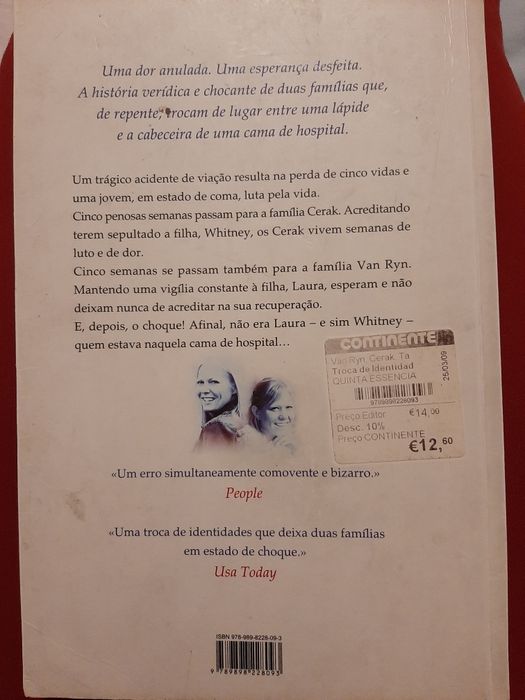 Uma dor anulada. Uma esperança desfeita.
A história verídica e chocante de duas famílias que,
de repente, trocam de lugar entre uma lápide
e a cabeceira de uma cama de hospital.
Um trágico acidente de viação resulta na perda de cinco vidas e
uma jovem, em estado de coma, luta pela vida.
Cinco penosas semanas passam para a família Cerak. Acreditando
terem sepultado a filha, Whitney, os Cerak vivem semanas de
luto e de dor.
Cinco semanas se passam também para a família Van Ryn.
Mantendo uma vigília constante à filha, Laura, esperam e não
deixam nunca de acreditar na sua recuperação.
E, depois, o choque! Afinal, não era Laura – e sim Whitney –
quem estava naquela cama de hospital…
CONTINENTE
Van Ryn, Cerak, Ta
Troca de Identidad
QUINTA ESSENCIA
25/03/09
9789898228093
Preço Editor €14,00
Desc. 10%
Preço CONTINENTE
€12,60
«Um erro simultaneamente comovente e bizarro.»
People
«Uma troca de identidades que deixa duas famílias
em estado de choque.»
Usa Today
ISBN 978-989-8228-09-3
9 789898 228093